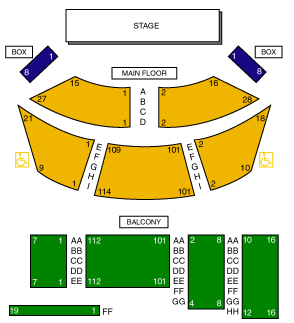 STAGE
BOX
BOX
1
8
1
8
MAIN FLOOR
15
1
A
2
16
27
B
28
C
1
D
2
21
18
1
E
109
101
E
2
F
F
G
G
9
H
H
10
1
I
114
101
I
2
BALCONY
7
1
AA
112
101
AA
2
8
AA
10
16
BB
BB
BB
CC
CC
CC
DD
DD
DD
7
1
EE
112
101
EE
EE
FF
FF
GG
4
8
GG
19
1
FF
HH
12
16